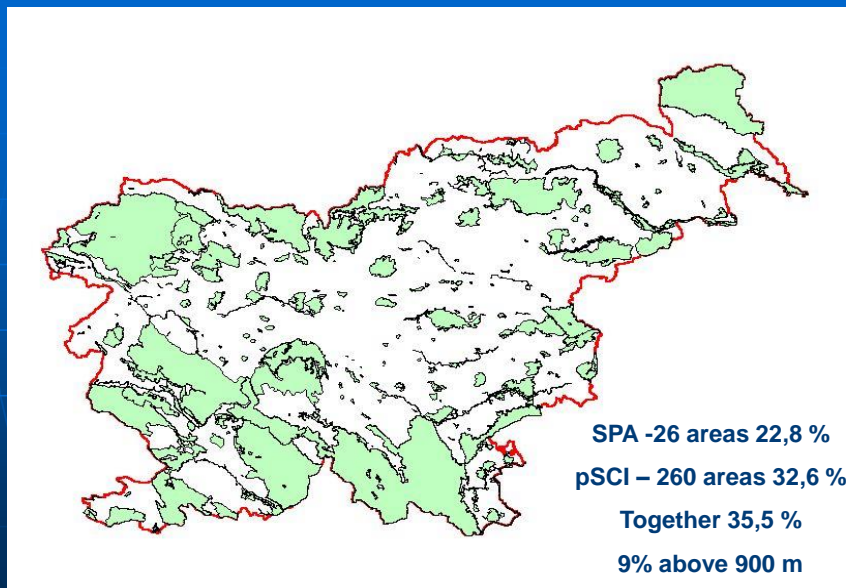 SPA -26 areas 22,8 %
pSCI – 260 areas 32,6 %
Together 35,5 %
9% above 900 m